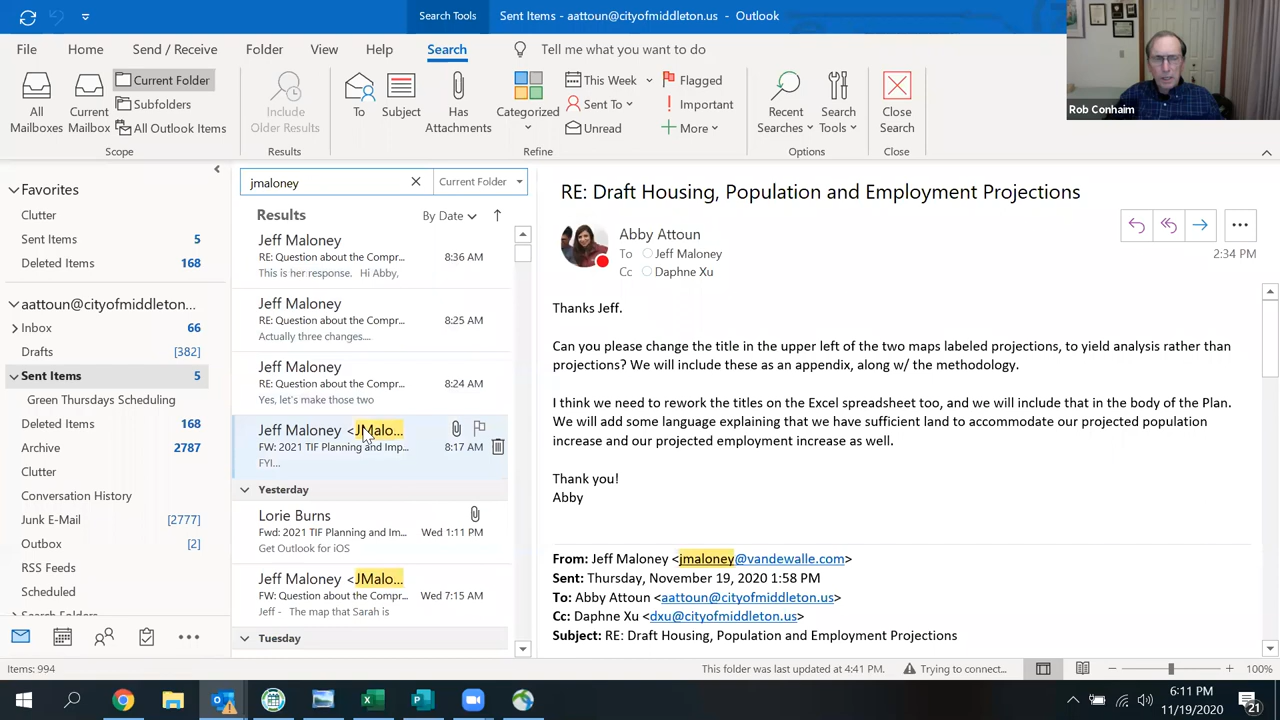 Search Tools
Sent Items - aattoun@cityofmiddleton.us - Outlook
File
Home
Send / Receive
Folder
View
Help
Search
Tell me what you want to do
All Mailboxes
Current Mailbox
Current Folder
Subfolders
All Outlook Items
Scope
Include Older Results
Results
To
Subject
Has Attachments
Categorized
This Week
Sent To
Unread
Flagged
Important
More
Refine
Recent Searches
Search Tools
Options
Close Search
Close
Rob Conhaim
Favorites
Clutter
Sent Items 5
Deleted Items 168
aattoun@cityofmiddleton...
Inbox 66
Drafts [382]
Sent Items 5
Green Thursdays Scheduling
Deleted Items 168
Archive 2787
Clutter
Conversation History
Junk E-Mail [2777]
Outbox [2]
RSS Feeds
Scheduled
Search Folders
jmaloney
Current Folder
Results
By Date
Jeff Maloney
RE: Question about the Compr... 8:36 AM
This is her response. Hi Abby,
Jeff Maloney
RE: Question about the Compr... 8:25 AM
Actually three changes....
Jeff Maloney
RE: Question about the Compr... 8:24 AM
Yes, let's make those two
Jeff Maloney <JMalo...
FW: 2021 TIF Planning and Imp... 8:17 AM
FYI...
Yesterday
Lorie Burns
Fwd: 2021 TIF Planning and Im... Wed 1:11 PM
Get Outlook for iOS
Jeff Maloney <JMalo...
FW: Question about the Compr... Wed 7:15 AM
Jeff - The map that Sarah is
Tuesday
RE: Draft Housing, Population and Employment Projections
Abby Attoun
To Jeff Maloney
Cc Daphne Xu
2:34 PM
Thanks Jeff.
Can you please change the title in the upper left of the two maps labeled projections, to yield analysis rather than
projections? We will include these as an appendix, along w/ the methodology.
I think we need to rework the titles on the Excel spreadsheet too, and we will include that in the body of the Plan.
We will add some language explaining that we have sufficient land to accommodate our projected population
increase and our projected employment increase as well.
Thank you!
Abby
From: Jeff Maloney <jmaloney@vandewalle.com>
Sent: Thursday, November 19, 2020 1:58 PM
To: Abby Attoun <aattoun@cityofmiddleton.us>
Cc: Daphne Xu <dxu@cityofmiddleton.us>
Subject: RE: Draft Housing, Population and Employment Projections
Items: 994
This folder was last updated at 4:41 PM.
Trying to connect...
100%
6:11 PM
11/19/2020
21